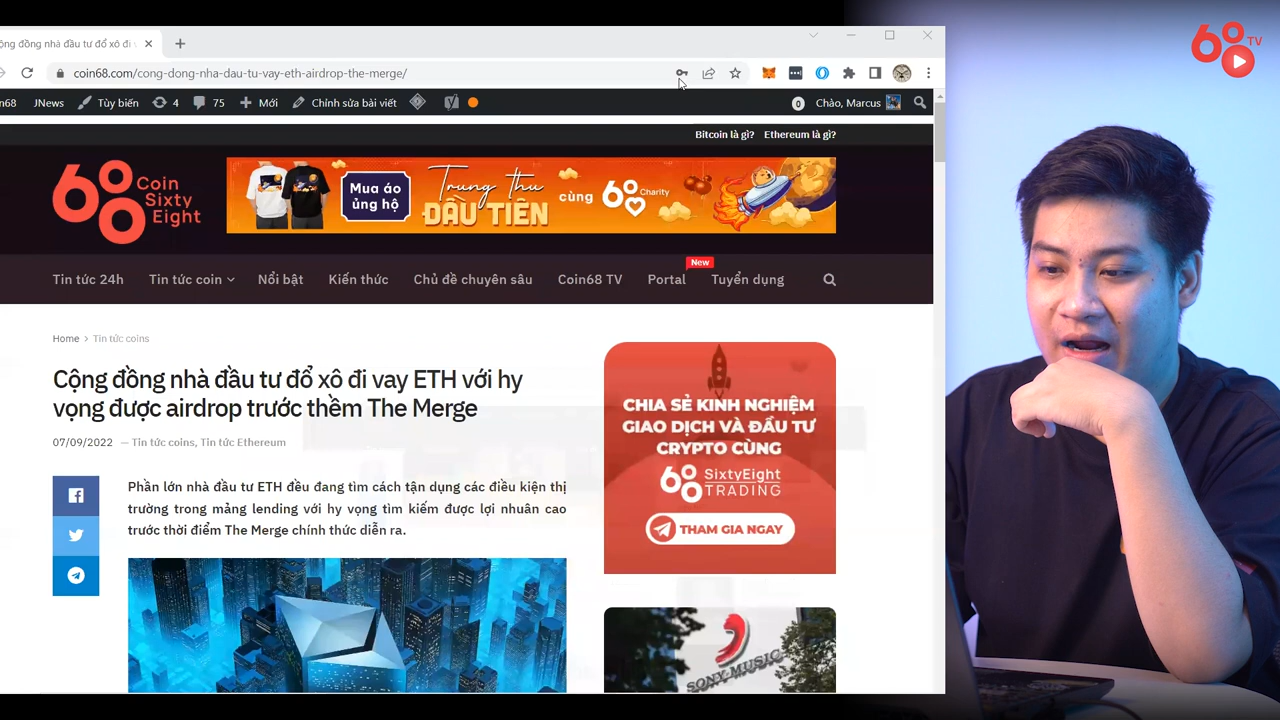 68 TV
ộng đồng nhà đầu tư đổ xô đi v
coin68.com/cong-dong-nha-dau-tu-vay-eth-airdrop-the-merge/
n68 JNews Tùy biến 4 75 Mới Chỉnh sửa bài viết 0 Chào, Marcus
Bitcoin là gì? Ethereum là gì?
68 Coin
Sixty
Eight
Mua áo
ủng hộ
Trung thu
ĐẦU TIÊN
cùng 68 Charity
Tin tức 24h Tin tức coin Nổi bật Kiến thức Chủ đề chuyên sâu Coin68 TV Portal New Tuyển dụng
Home > Tin tức coins
Cộng đồng nhà đầu tư đổ xô đi vay ETH với hy
vọng được airdrop trước thềm The Merge
07/09/2022 — Tin tức coins, Tin tức Ethereum
Phần lớn nhà đầu tư ETH đều đang tìm cách tận dụng các điều kiện thị
trường trong mảng lending với hy vọng tìm kiếm được lợi nhuận cao
trước thời điểm The Merge chính thức diễn ra.
CHIA SẺ KINH NGHIỆM
GIAO DỊCH VÀ ĐẦU TƯ
CRYPTO CÙNG
68 SixtyEight
TRADING
THAM GIA NGAY
SONY MUSIC